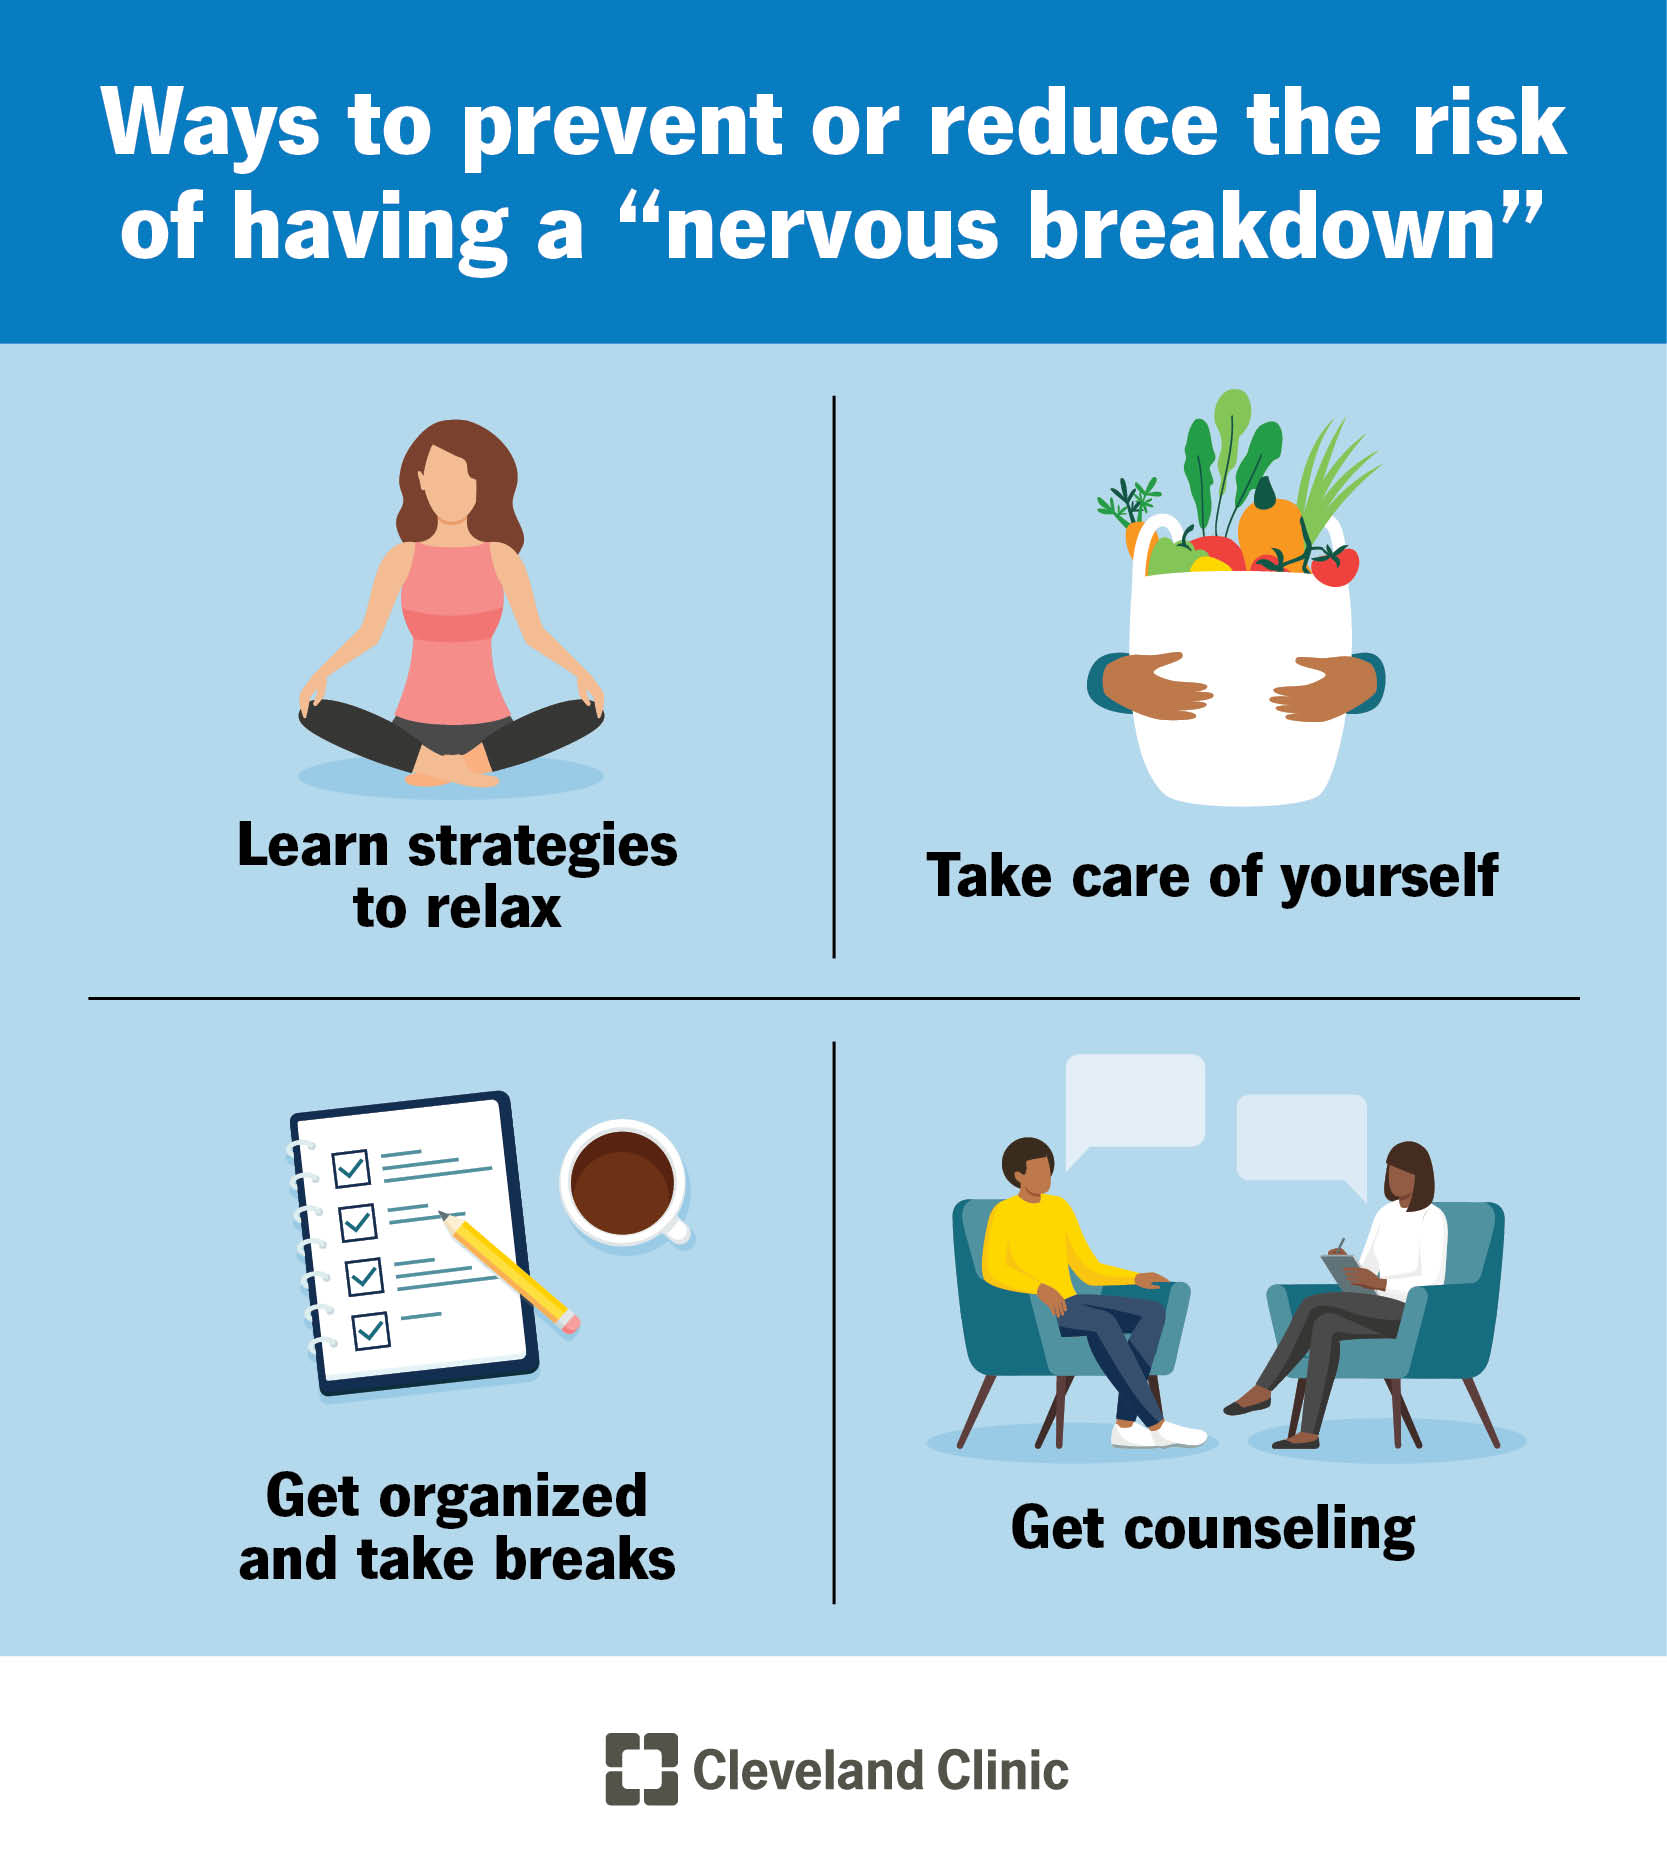 Ways to prevent or reduce the risk
of having a “nervous breakdown”
Learn strategies
to relax
Take care of yourself
Get organized
and take breaks
Get counseling
Cleveland Clinic